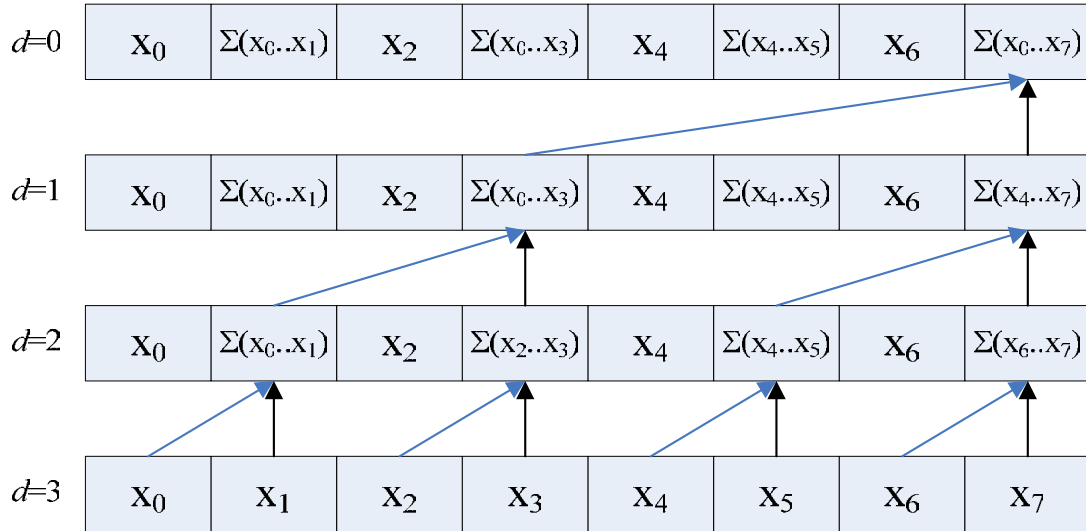 d=0 x₀ Σ(x₀..x₁) x₂ Σ(x₀..x₃) x₄ Σ(x₄..x₅) x₆ Σ(x₀..x₇)
d=1 x₀ Σ(x₀..x₁) x₂ Σ(x₀..x₃) x₄ Σ(x₄..x₅) x₆ Σ(x₄..x₇)
d=2 x₀ Σ(x₀..x₁) x₂ Σ(x₂..x₃) x₄ Σ(x₄..x₅) x₆ Σ(x₆..x₇)
d=3 x₀ x₁ x₂ x₃ x₄ x₅ x₆ x₇